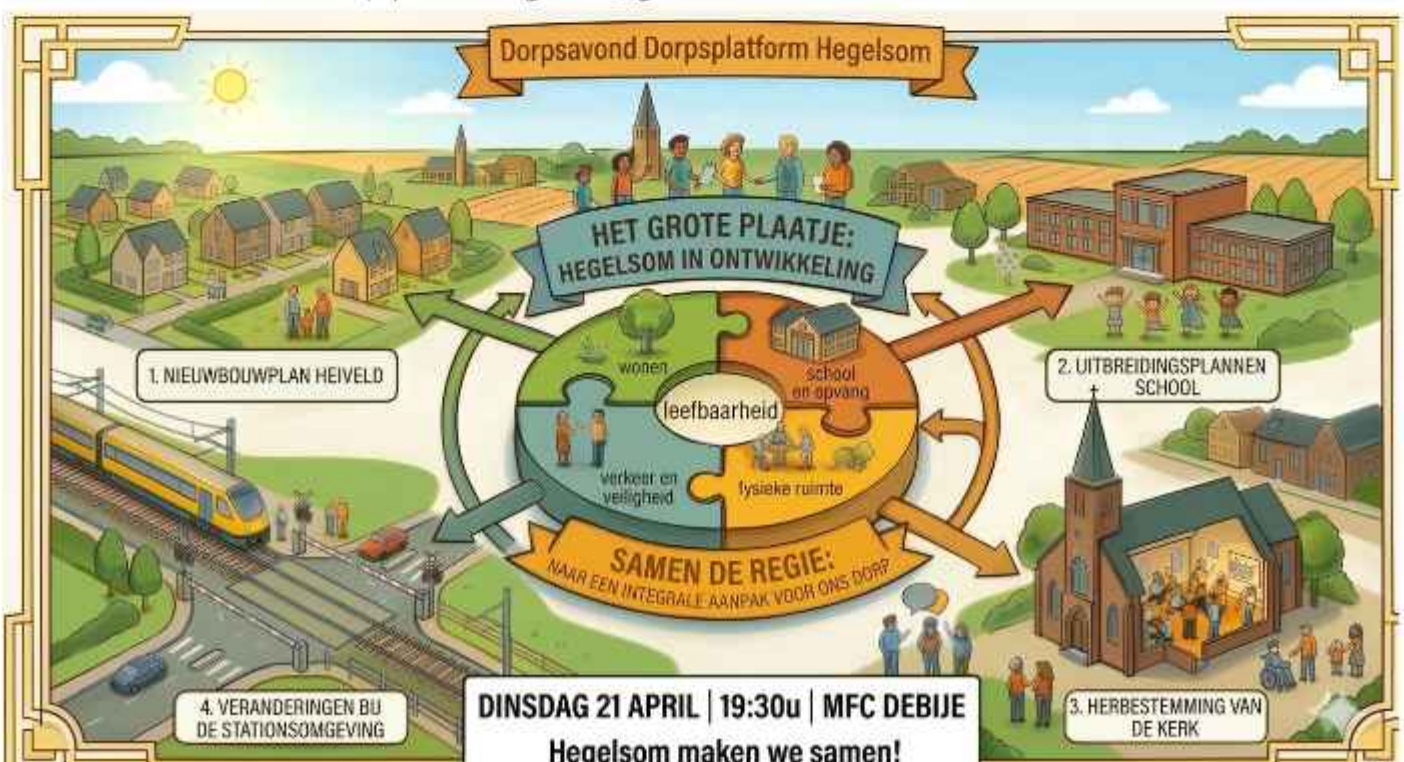 Dorpsavond Dorpsplatform Hegelsom
HET GROTE PLAATJE:
HEGELSOM IN ONTWIKKELING
1. NIEUWBOUWPLAN HEIVELD
2. UITBREIDINGSPLANNEN
SCHOOL
wonen
school
en opvang
leefbaarheid
verkeer en
veiligheid
fysieke ruimte
SAMEN DE REGIE:
NAAR EEN INTEGRALE AANPAK VOOR ONS DORP
4. VERANDERINGEN BIJ
DE STATIONSOMGEVING
3. HERBESTEMMING VAN
DE KERK
DINSDAG 21 APRIL | 19:30u | MFC DEBIJE
Hegelsom maken we samen!